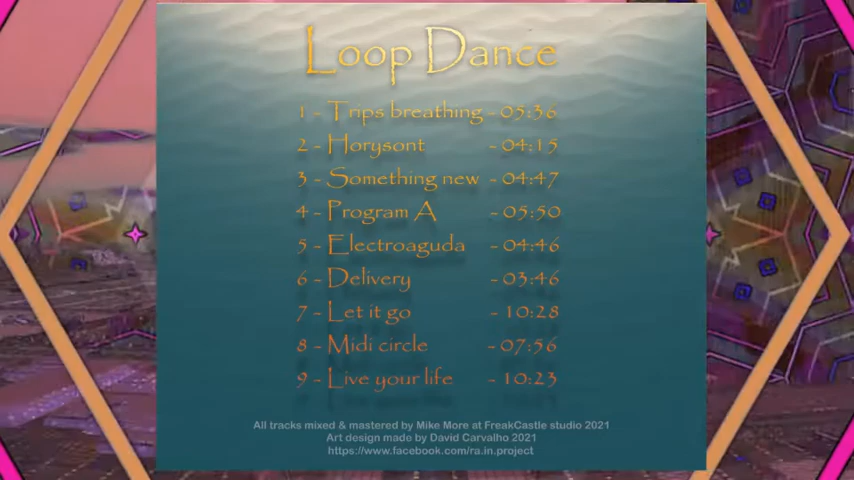 Loop Dance
1 - Trips breathing - 05:36
2 - Horysont - 04:15
3 - Something new - 04:47
4 - Program A - 05:50
5 - Electroaguda - 04:46
6 - Delivery - 03:46
7 - Let it go - 10:28
8 - Midi circle - 07:56
9 - Live your life - 10:23
All tracks mixed & mastered by Mike More at FreakCastle studio 2021
Art design made by David Carvalho 2021
https://www.facebook.com/ra.in.project